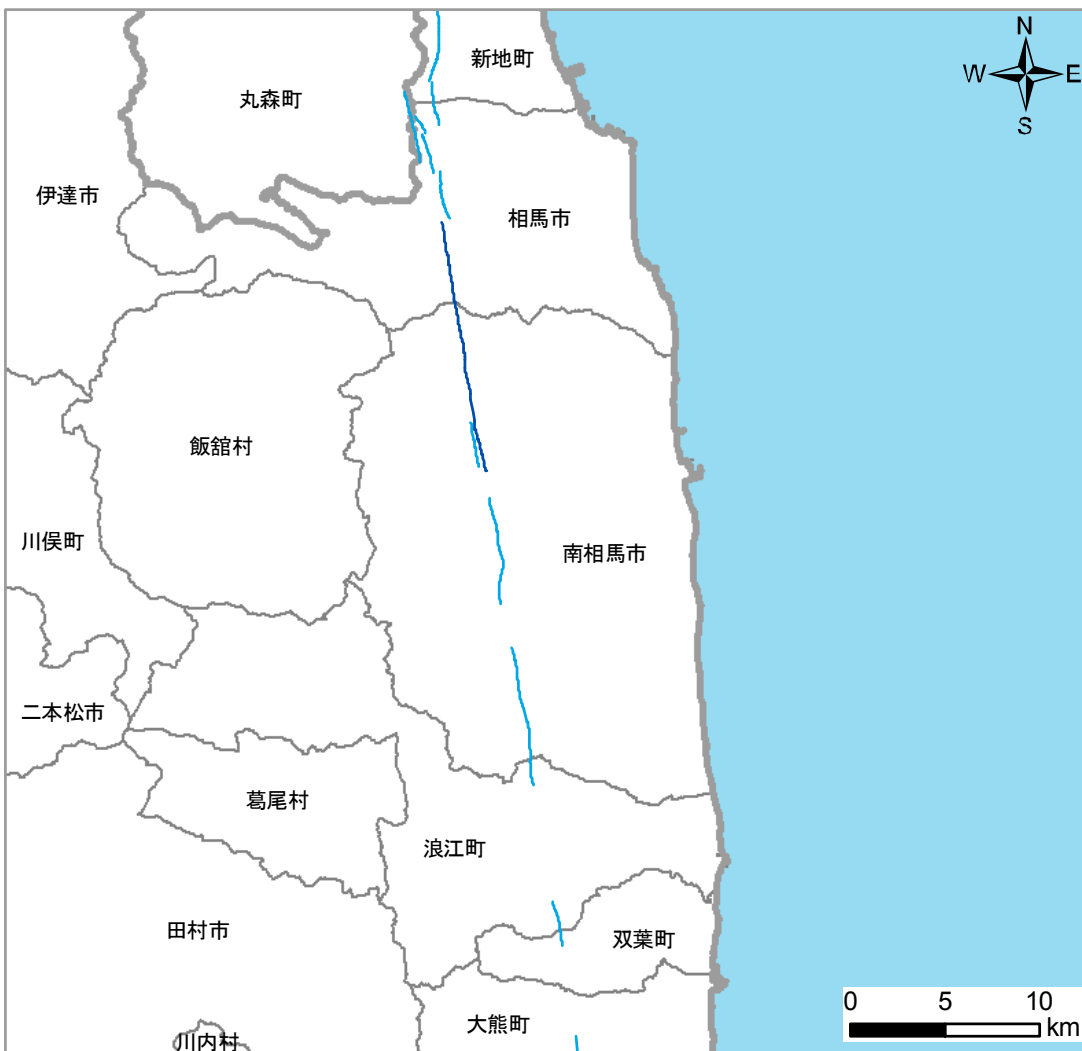 N
新地町
W E
丸森町
S
伊達市
相馬市
飯舘村
川俣町
南相馬市
二本松市
葛尾村
浪江町
田村市
双葉町
0 5 10
大熊町
km
川内村